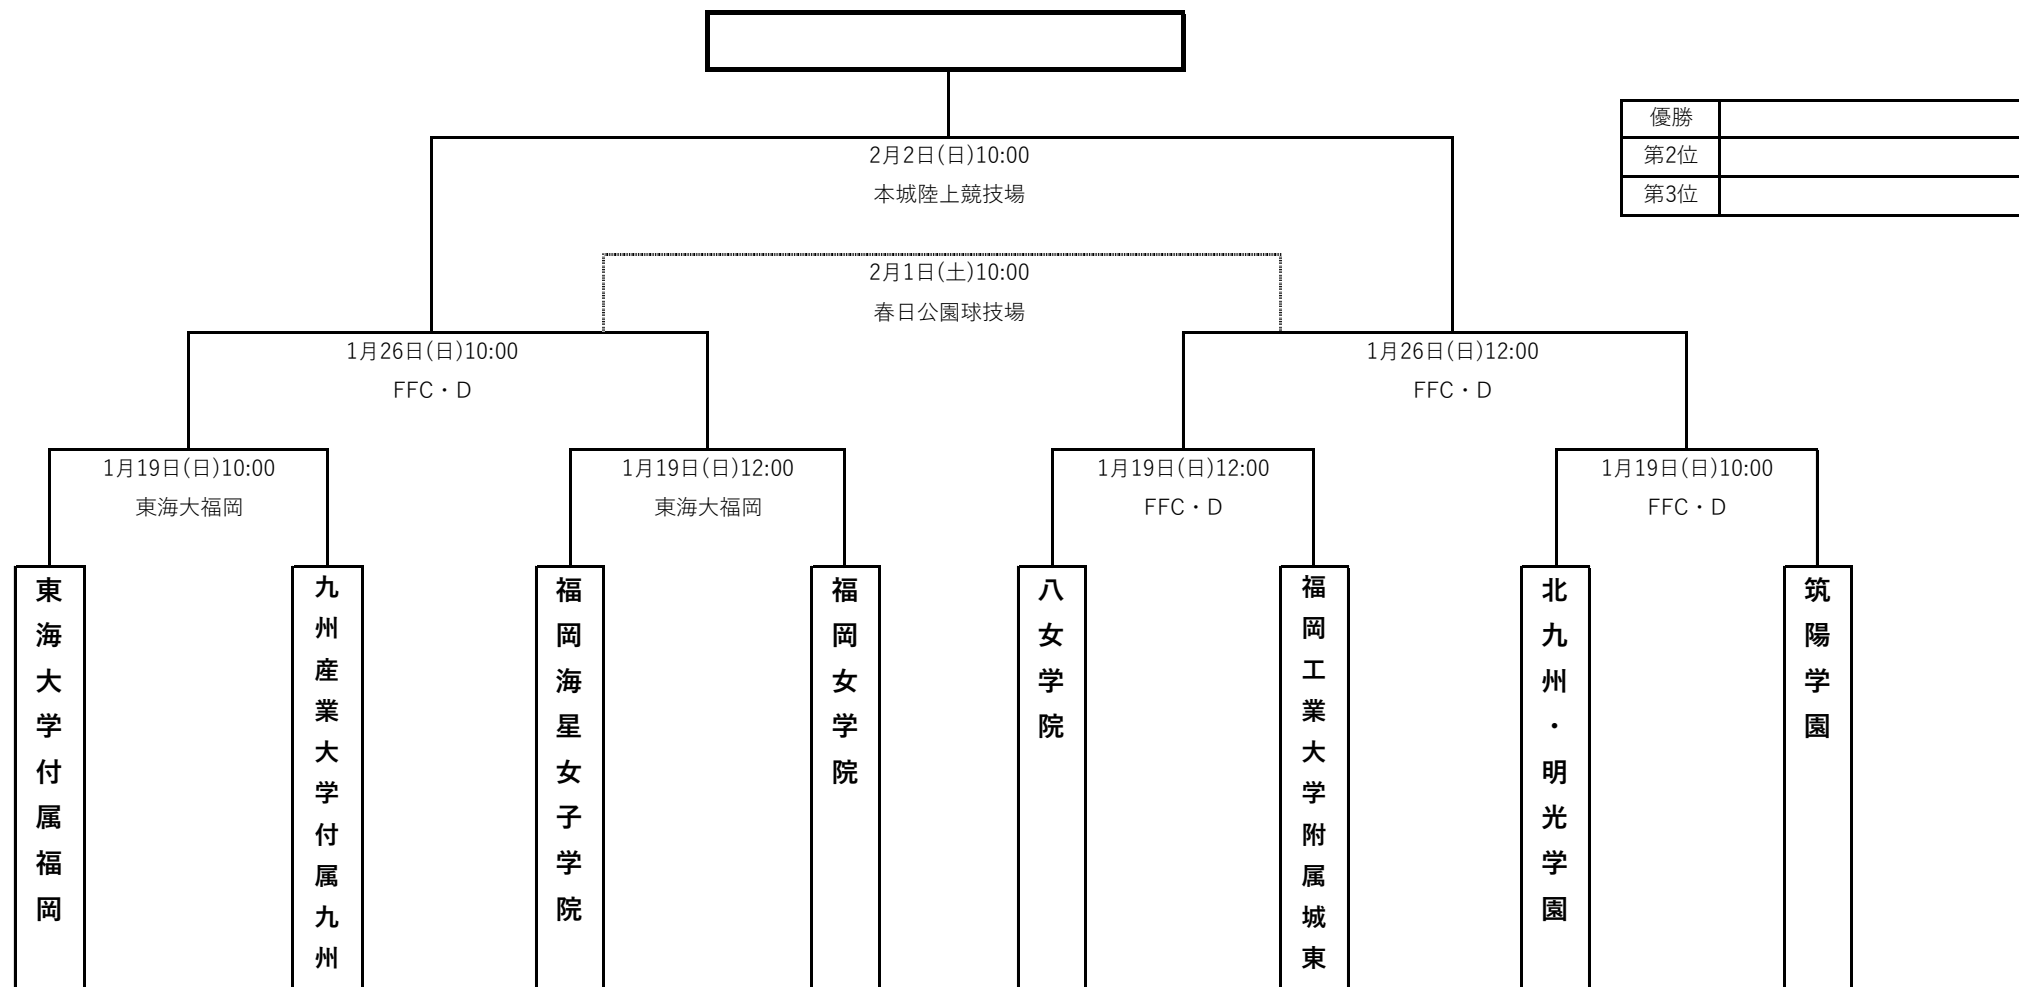 優勝
2月2日(日)10:00
第2位
本城陸上競技場
第3位
2月1日(土)10:00
春日公園球技場
1月26日(日)10:00
FFC・D
1月26日(日)12:00
FFC・D
1月19日(日)10:00
東海大福岡
1月19日(日)12:00
東海大福岡
1月19日(日)12:00
FFC・D
1月19日(日)10:00
FFC・D
東海大学付属福岡
九州産業大学付属九州
福岡海星女子学院
福岡女学院
八女学院
福岡工業大学附属城東
北九州・明光学園
筑陽学園